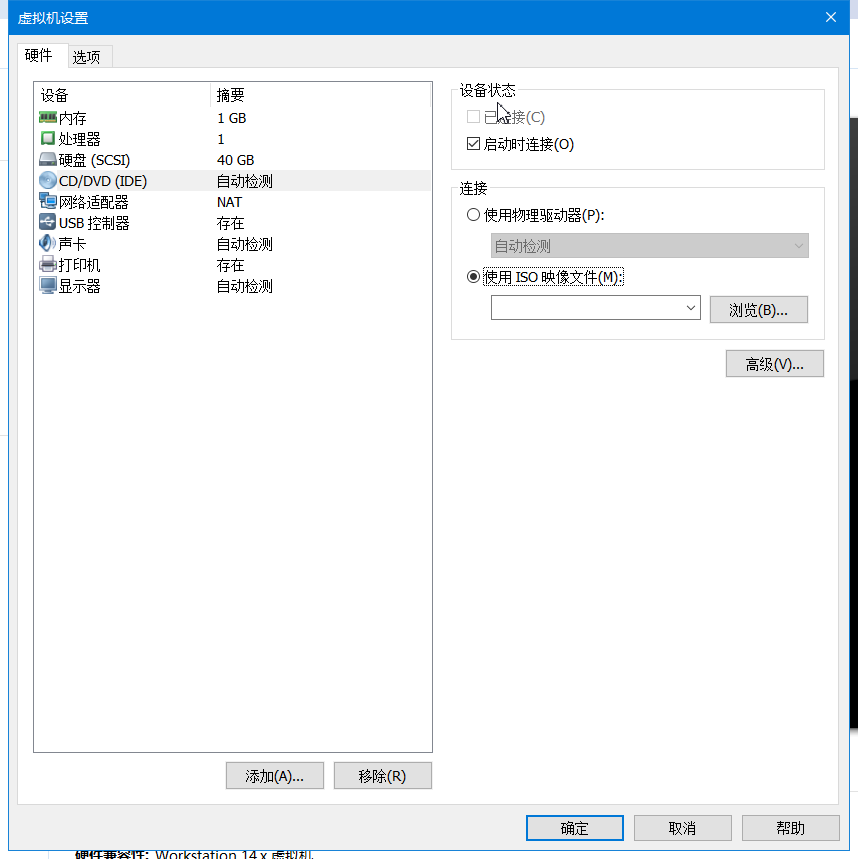 虚拟机设置
硬件 选项
设备 摘要
内存 1 GB
处理器 1
硬盘 (SCSI) 40 GB
CD/DVD (IDE) 自动检测
网络适配器 NAT
USB 控制器 存在
声卡 自动检测
打印机 存在
显示器 自动检测
添加(A)... 移除(R)
设备状态
已连接(C)
启动时连接(O)
连接
使用物理驱动器(P):
自动检测
使用 ISO 映像文件(M):
浏览(B)...
高级(V)...
确定 取消 帮助
硬件兼容性: Workstation 14.x 虚拟机